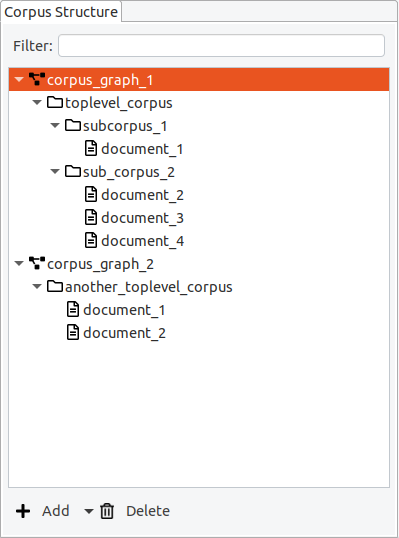 Corpus Structure
Filter:
corpus_graph_1
toplevel_corpus
subcorpus_1
document_1
sub_corpus_2
document_2
document_3
document_4
corpus_graph_2
another_toplevel_corpus
document_1
document_2
Add Delete